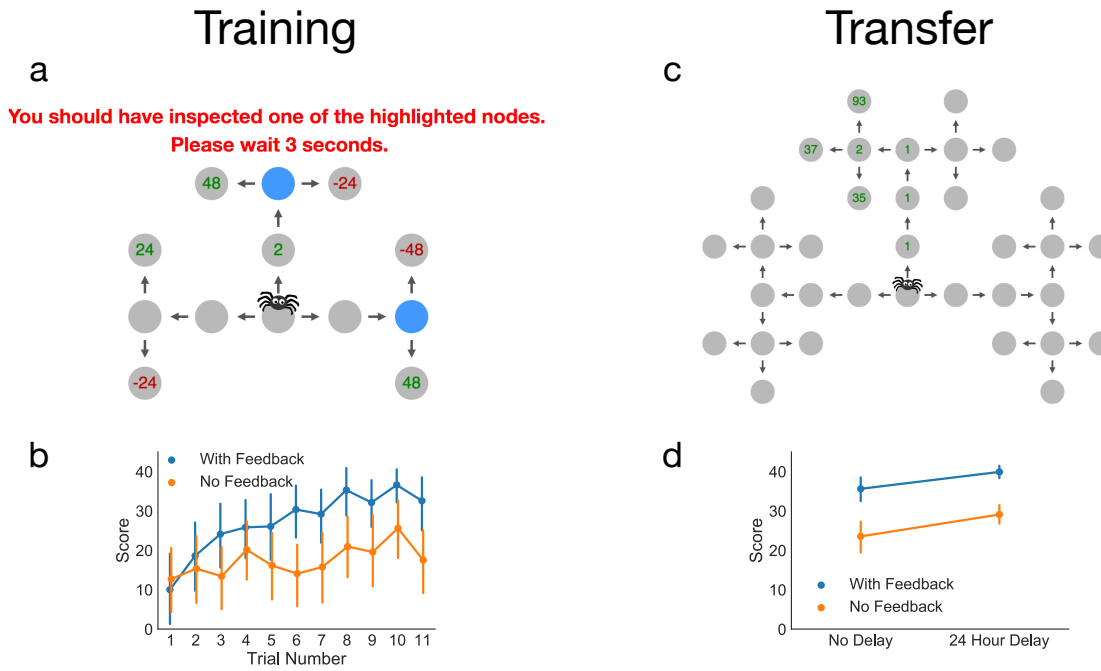 Training
Transfer
a
You should have inspected one of the highlighted nodes.
Please wait 3 seconds.
48
-24
24
2
-48
-24
48
c
93
37
2
1
35
1
1
b
Score
40
30
20
10
0
With Feedback
No Feedback
1 2 3 4 5 6 7 8 9 10 11
Trial Number
d
Score
40
30
20
10
0
With Feedback
No Feedback
No Delay
24 Hour Delay